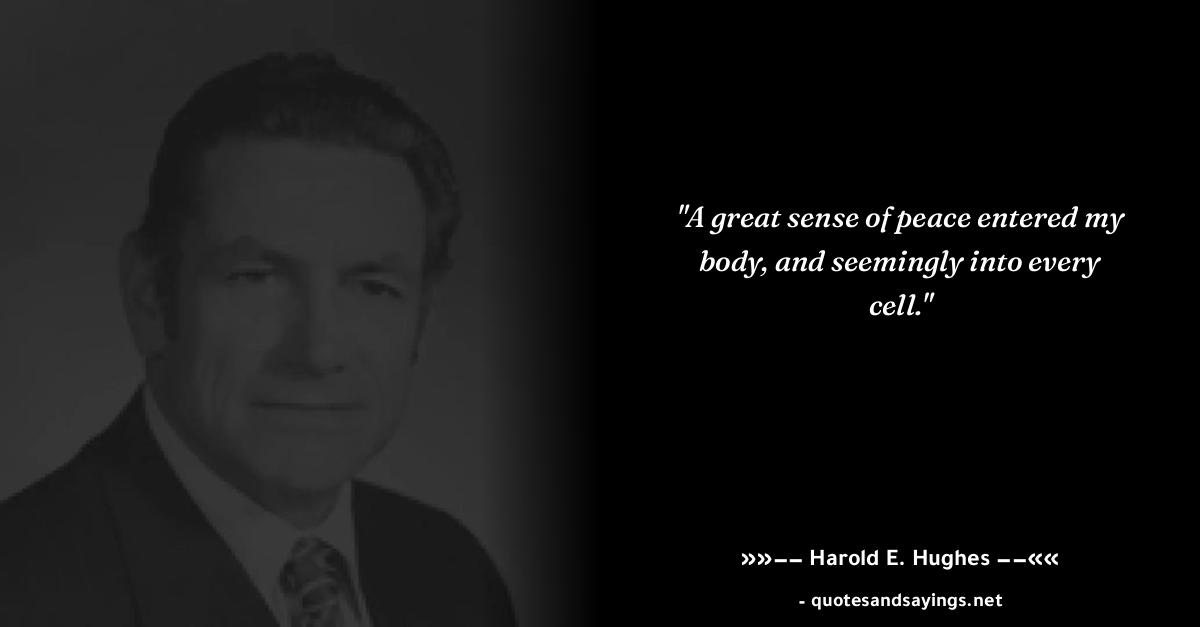 "A great sense of peace entered my
body, and seemingly into every
cell."
»»−− Harold E. Hughes −−««
- quotesandsayings.net